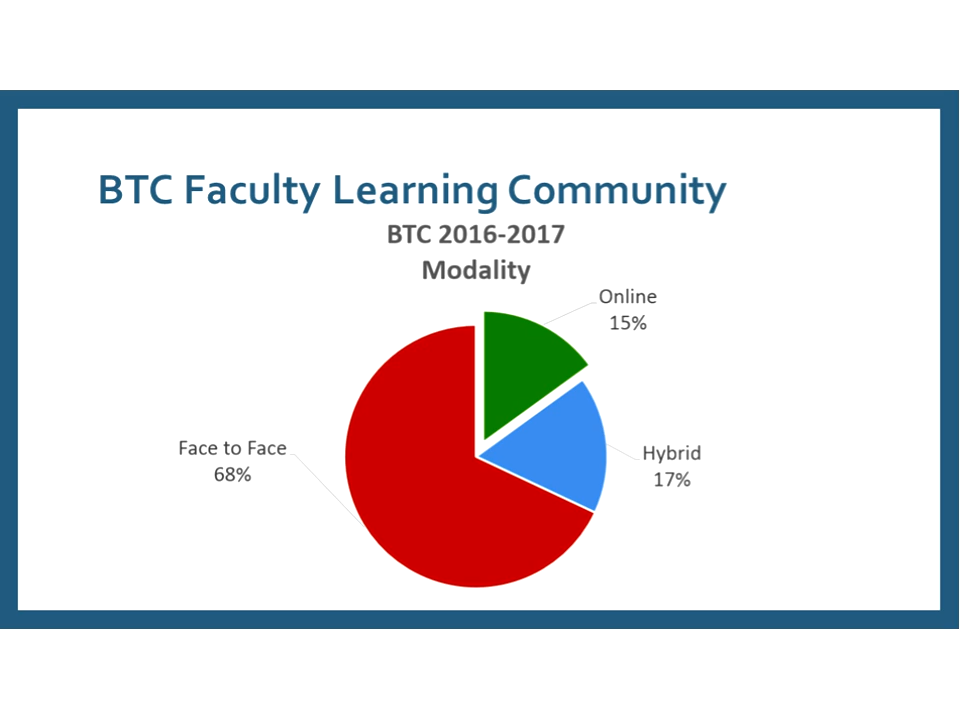 BTC Faculty Learning Community
BTC 2016-2017
Modality
Online
15%
Face to Face
68%
Hybrid
17%